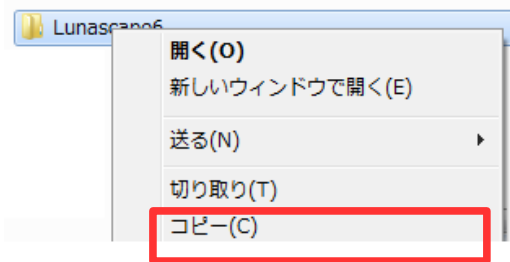 Lunascape6
開く(O)
新しいウィンドウで開く(E)
送る(N)
切り取り(T)
コピー(C)